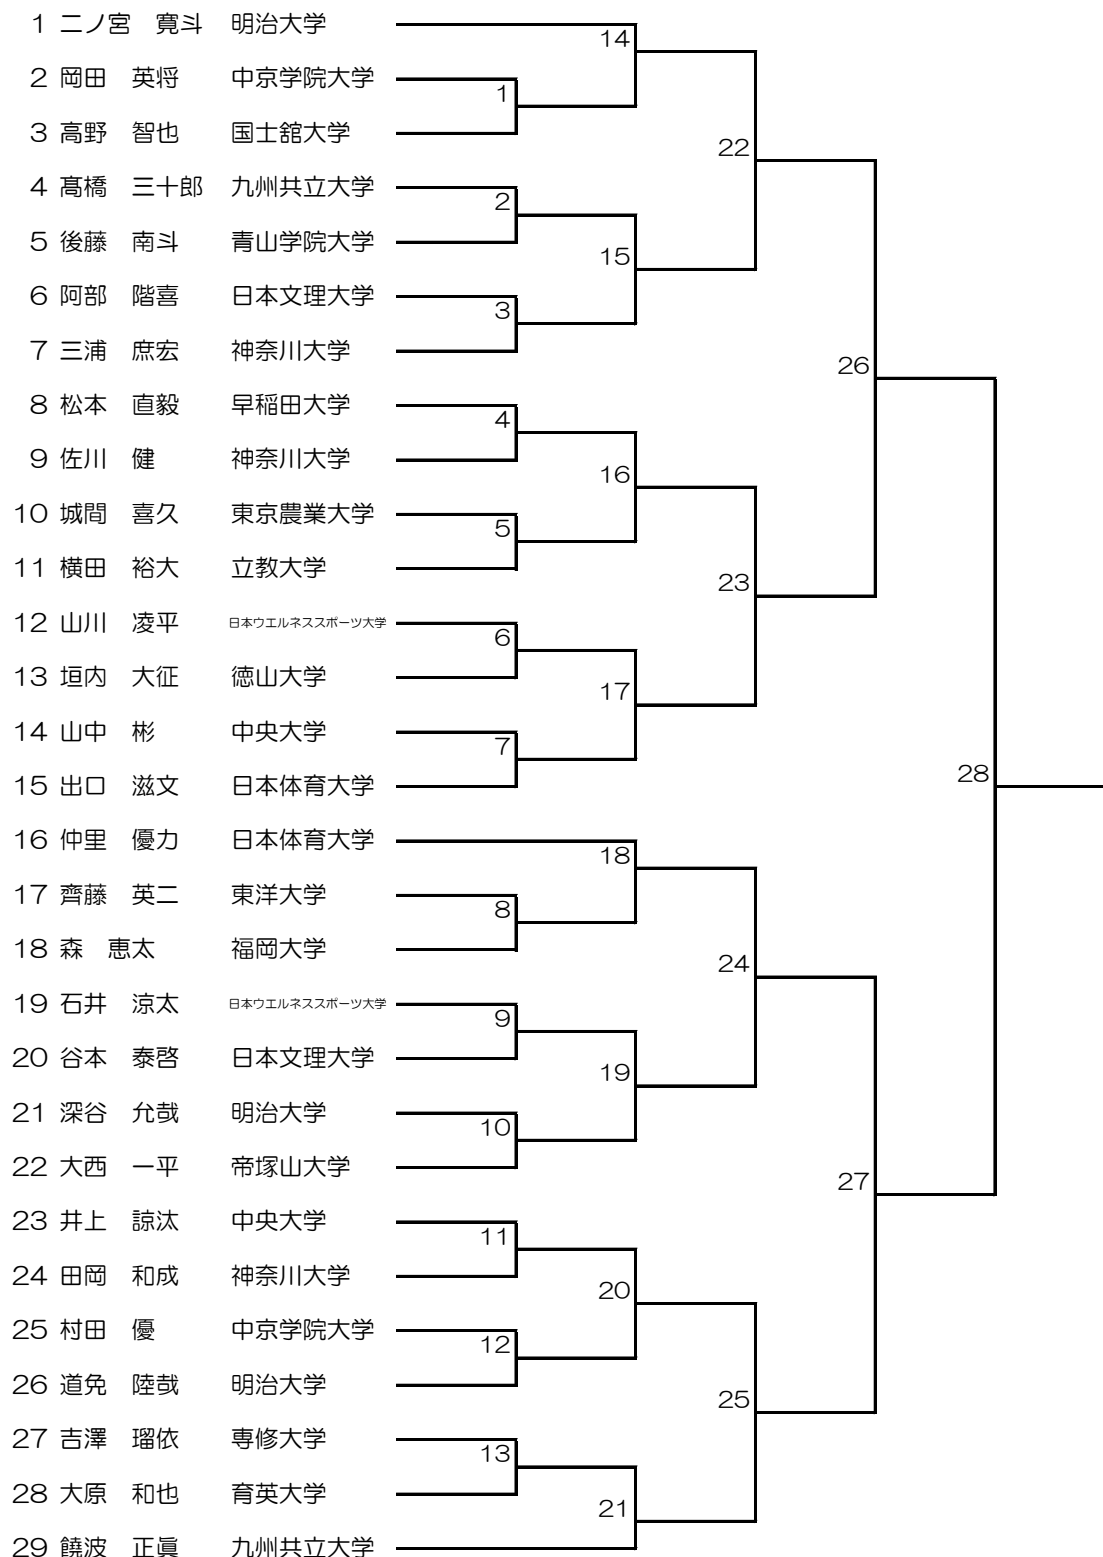 1 二ノ宮　寛斗 明治大学
14
2 岡田　英将 中京学院大学
1
3 高野　智也 国士舘大学
22
4 髙橋　三十郎 九州共立大学
2
5 後藤　南斗 青山学院大学
15
6 阿部　階喜 日本文理大学
3
7 三浦　庶宏 神奈川大学
26
8 松本　直毅 早稲田大学
4
9 佐川　健 神奈川大学
16
10 城間　喜久 東京農業大学
5
11 横田　裕大 立教大学
23
12 山川　凌平 日本ウエルネススポーツ大学
6
13 垣内　大征 徳山大学
17
14 山中　彬 中央大学
7
28
15 出口　滋文 日本体育大学
16 仲里　優力 日本体育大学
18
17 齊藤　英二 東洋大学
8
18 森　恵太 福岡大学
24
19 石井　涼太 日本ウエルネススポーツ大学
9
20 谷本　泰啓 日本文理大学
19
21 深谷　允哉 明治大学
10
22 大西　一平 帝塚山大学
27
23 井上　諒汰 中央大学
11
24 田岡　和成 神奈川大学
20
25 村田　優 中京学院大学
12
26 道免　陸哉 明治大学
25
27 吉澤　瑠依 専修大学
13
28 大原　和也 育英大学
21
29 饒波　正眞 九州共立大学